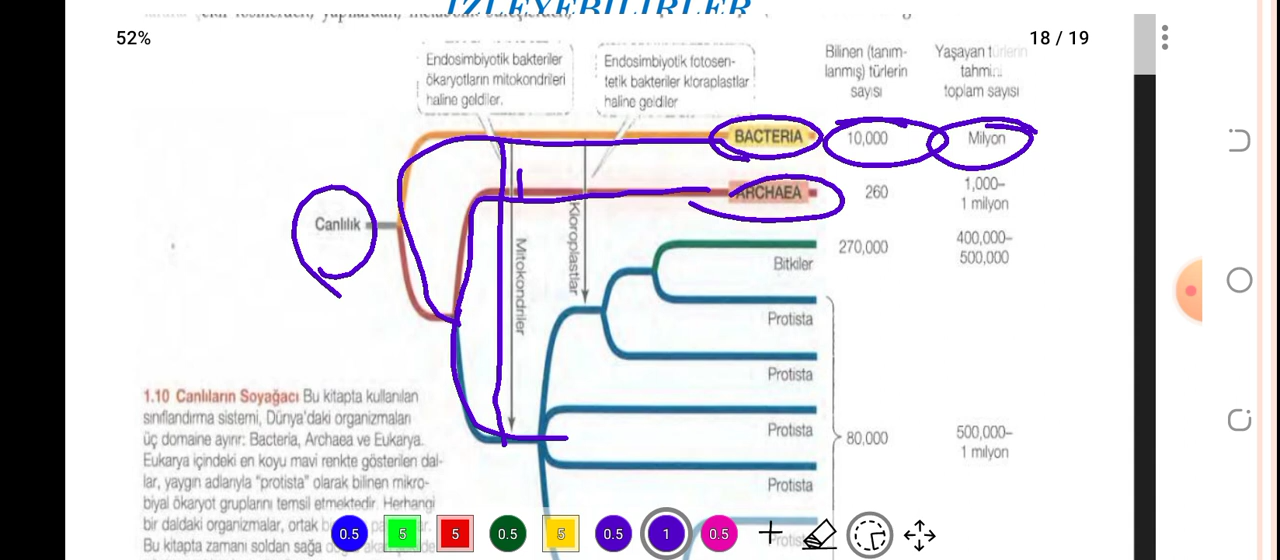 İZLEYEBİLİRLER
52%
18 / 19
Endosimbiyotik bakteriler
ökaryotların mitokondrileri
haline geldiler.
Endosimbiyotik fotosen-
tetik bakteriler kloroplastlar
haline geldiler
Bilinen (tanım-
lanmış) türlerin
sayısı
Yaşayan türlerin
tahmini
toplam sayısı
BACTERIA
10,000
Milyon
ARCHAEA
260
1,000–
1 milyon
Canlılık
Mitokondriler
Kloroplastlar
Bitkiler
270,000
400,000–
500,000
Protista
Protista
Protista
80,000
500,000–
1 milyon
Protista
Protis
1.10 Canlıların Soyağacı Bu kitapta kullanılan
sınıflandırma sistemi, Dünya'daki organizmaları
üç domaine ayırır: Bacteria, Archaea ve Eukarya.
Eukarya içindeki en koyu mavi renkte gösterilen dal-
lar, yaygın adlarıyla "protista" olarak bilinen mikro-
biyal ökaryot gruplarını temsil etmektedir. Herhangi
bir daldaki organizmalar, ortak
Bu kitapta zamanı soldan sağa
0.5
5
5
0.5
5
0.5
1
0.5